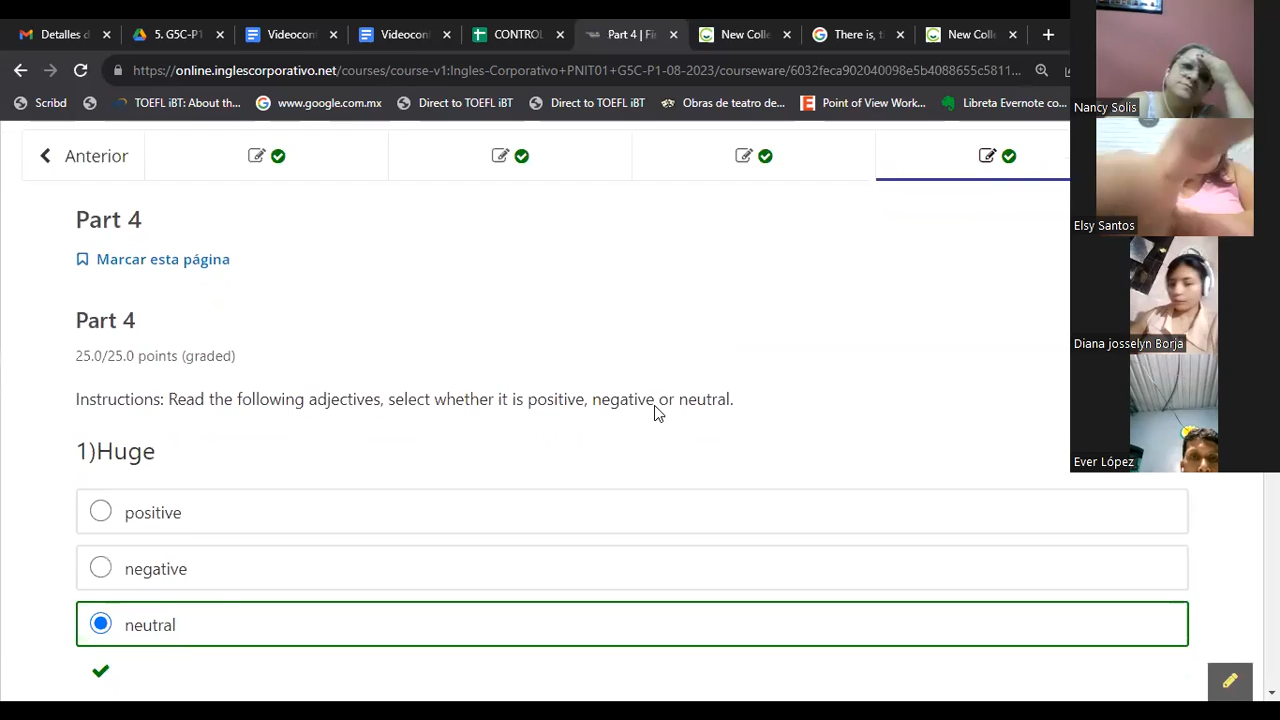 Detalles d
5. G5C-P1
Videocont
Videocont
CONTROL
Part 4 | Fi
New Colle
There is, t
New Colle
https://online.inglescorporativo.net/courses/course-v1:Ingles-Corporativo+PNIT01+G5C-P1-08-2023/courseware/6032feca902040098e5b4088655c5811...
Scribd
TOEFL iBT: About th...
www.google.com.mx
Direct to TOEFL iBT
Direct to TOEFL iBT
Obras de teatro de...
Point of View Work...
Libreta Evernote co...
Anterior
Part 4
Marcar esta página
Part 4
25.0/25.0 points (graded)
Instructions: Read the following adjectives, select whether it is positive, negative or neutral.
1)Huge
positive
negative
neutral
Nancy Solis
Elsy Santos
Diana josselyn Borja
Ever López